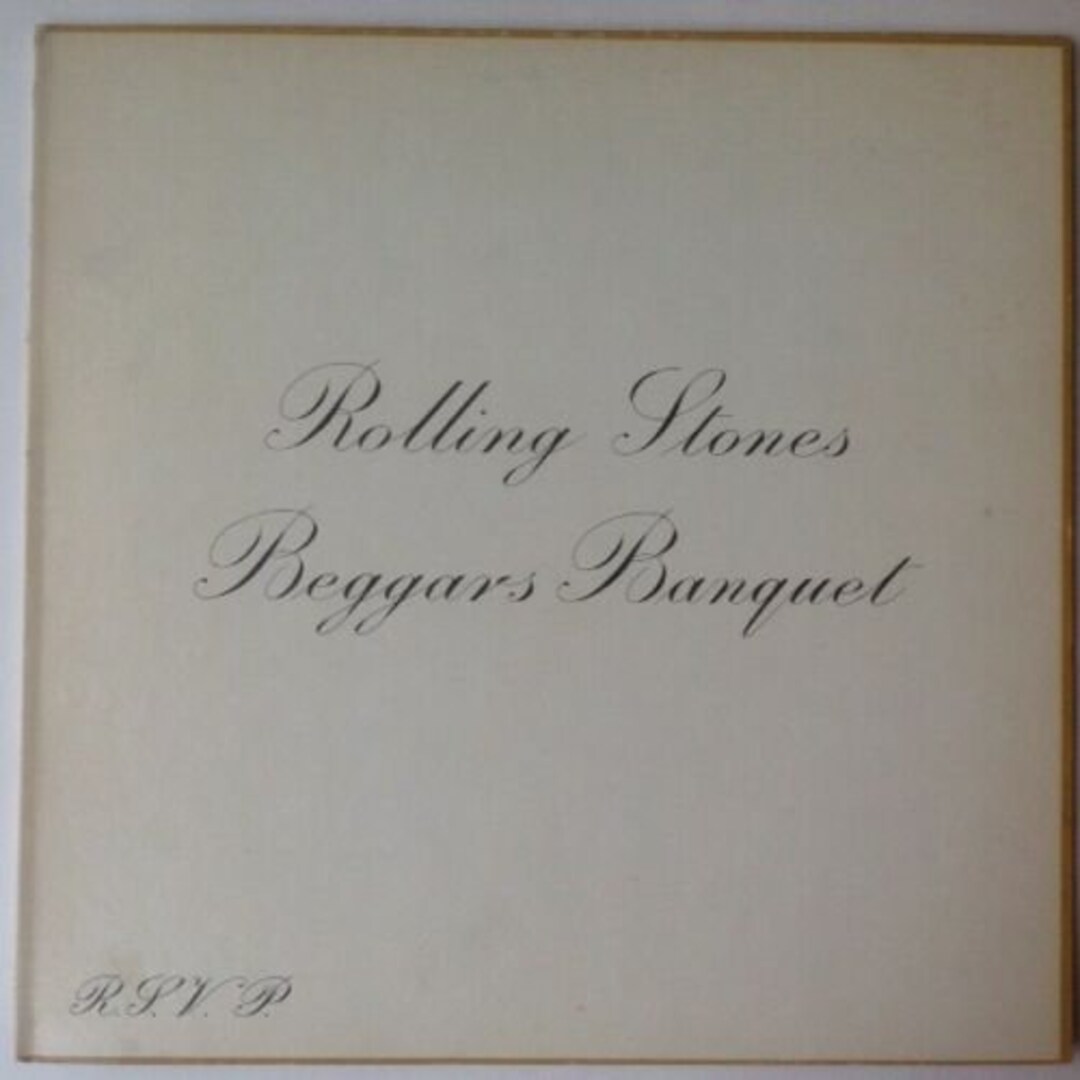 Rolling Stones
Beggars Banquet
R.S.V.P.